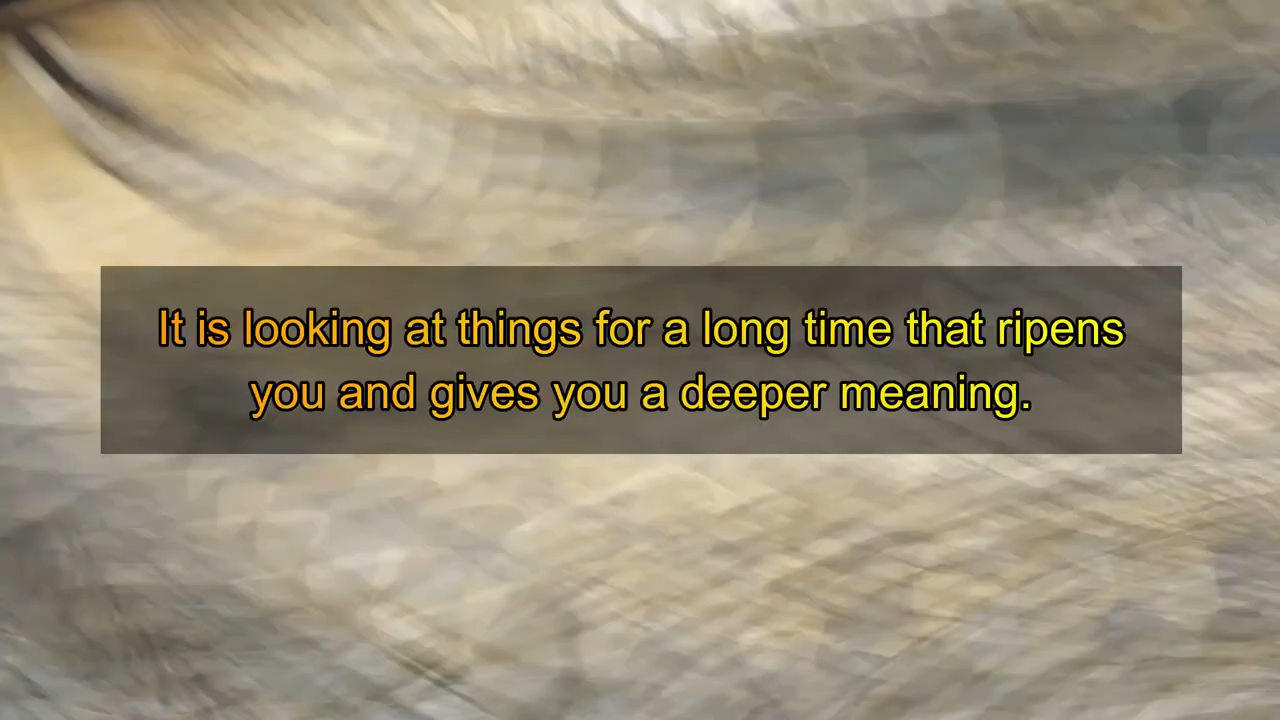 It is looking at things for a long time that ripens
you and gives you a deeper meaning.